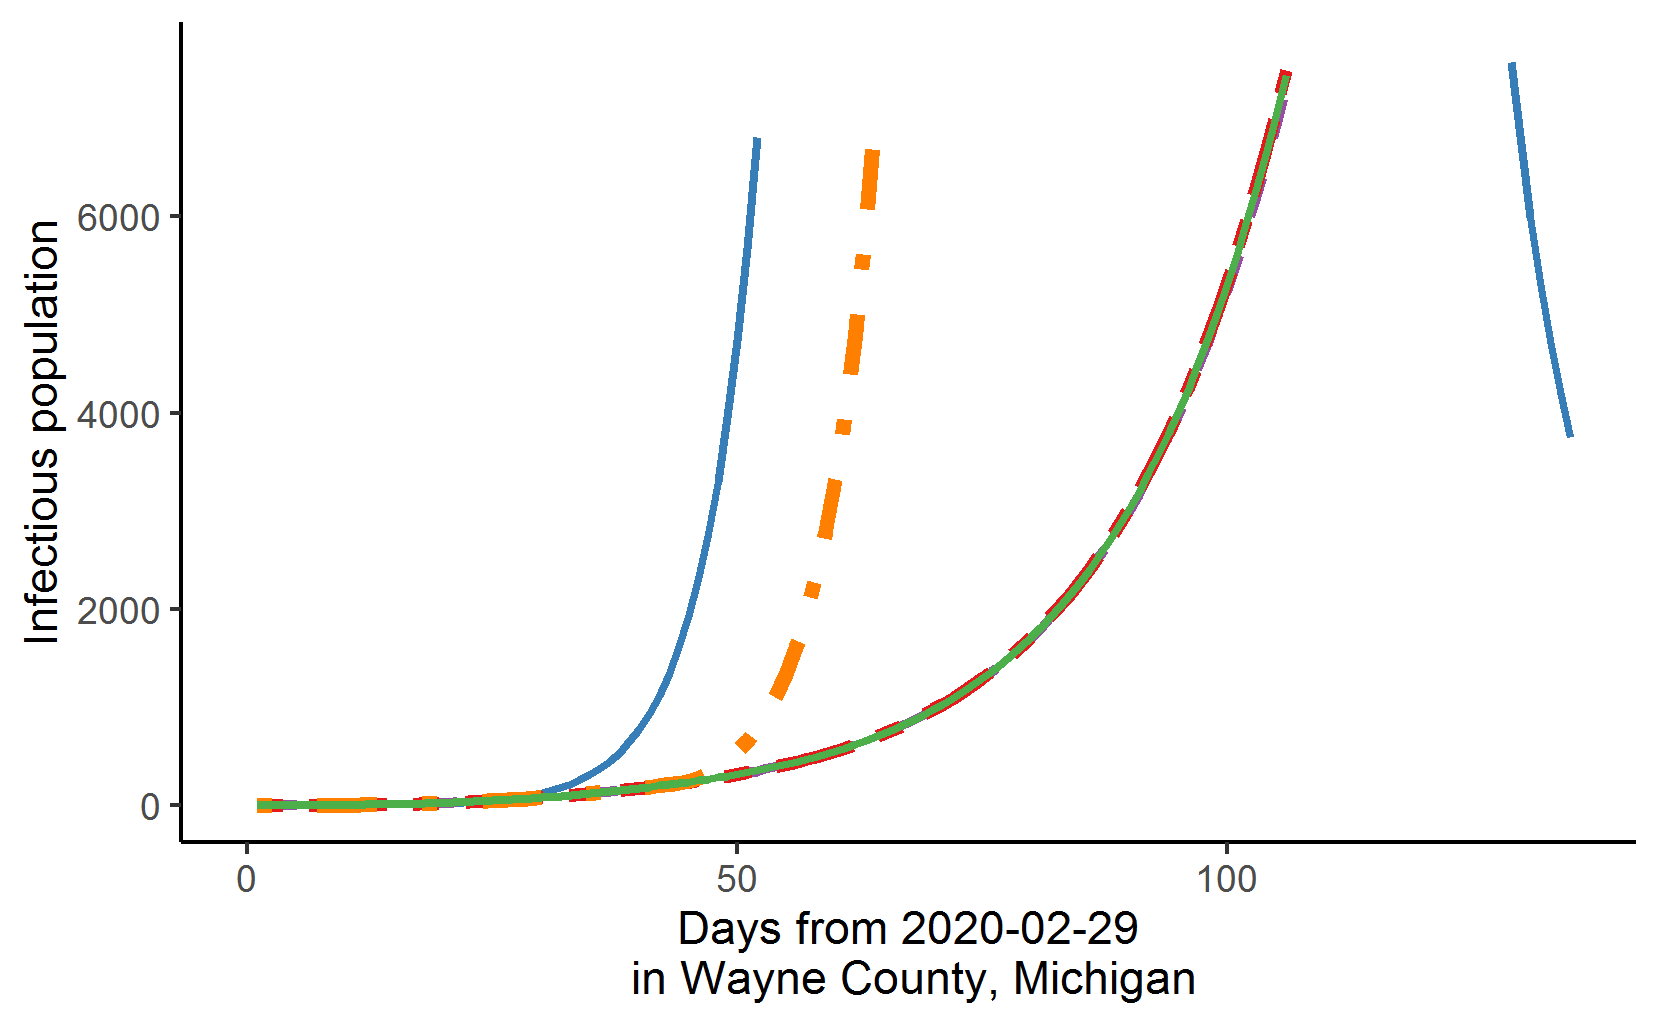 Infectious population
6000
4000
2000
0
0 50 100
Days from 2020-02-29
in Wayne County, Michigan